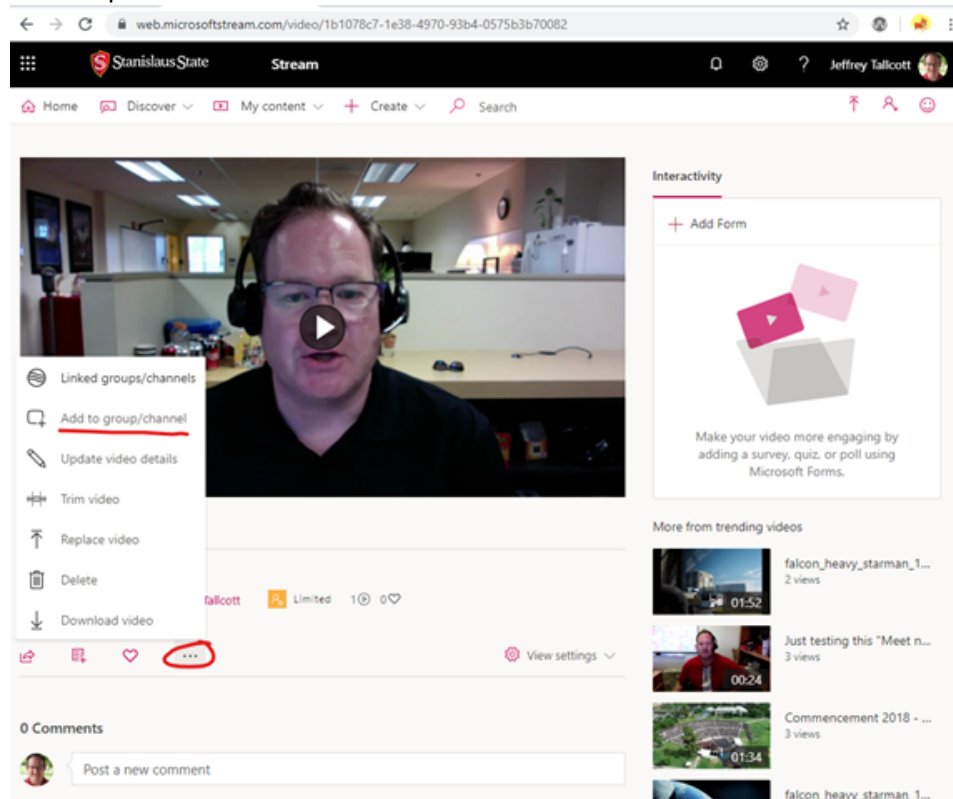 web.microsoftstream.com/video/1b1078c7-1e38-4970-93b4-0575b3b70082
Stanislaus State Stream ? Jeffrey Tallcott
Home Discover My content Create Search
Interactivity
Add Form
Make your video more engaging by
adding a survey, quiz, or poll using
Microsoft Forms.
Linked groups/channels
Add to group/channel
Update video details
Trim video
Replace video
Delete
Download video
Tallcott Limited 1 0
... View settings
More from trending videos
falcon_heavy_starman_1...
2 views
01:52
Just testing this "Meet n...
3 views
00:24
Commencement 2018 - ...
3 views
01:34
falcon heavy starman 1...
0 Comments
Post a new comment